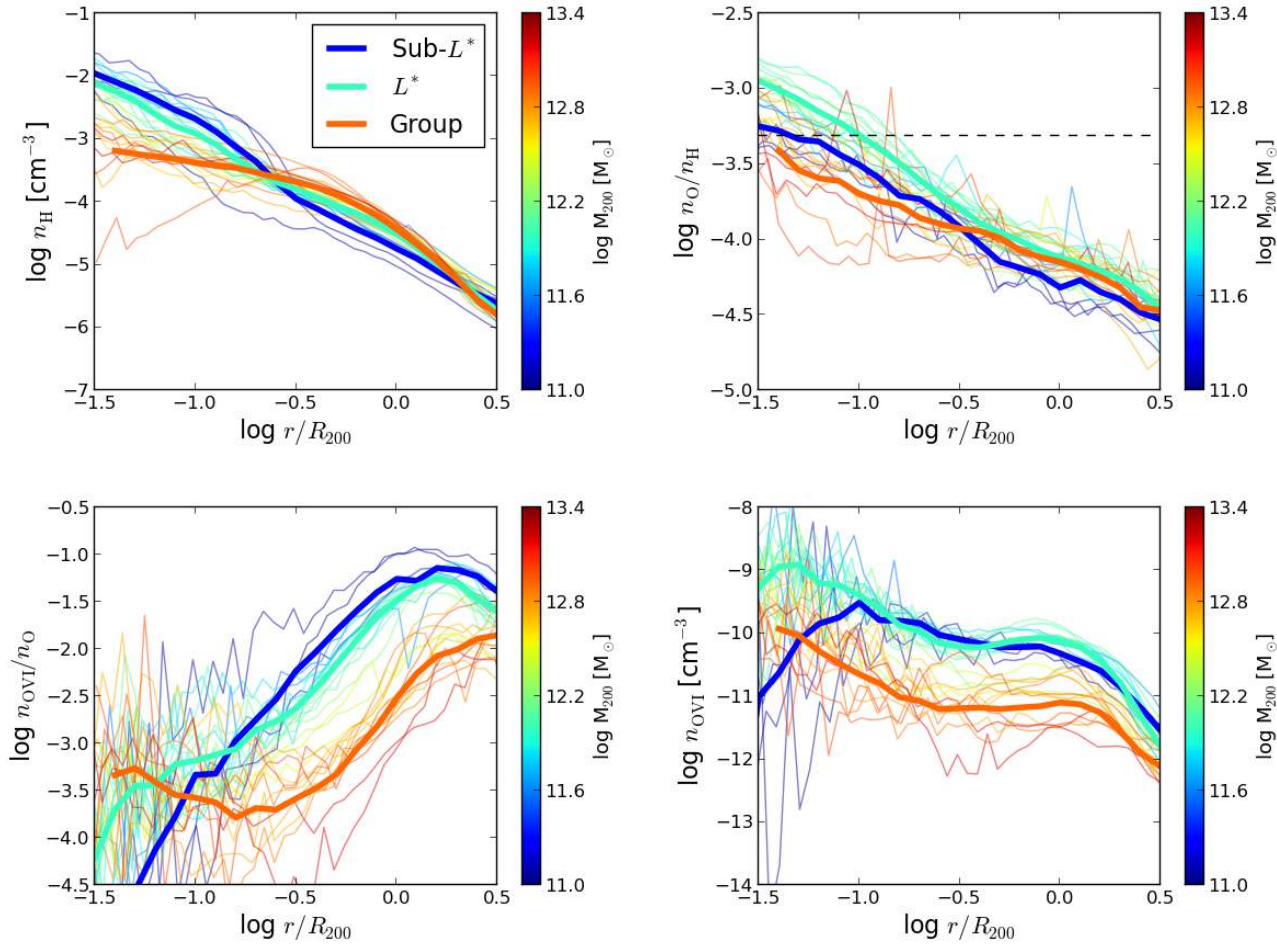 −1
−2
−3
−4
−5
−6
−7
log n_H [cm^−3]
−1.5 −1.0 −0.5 0.0 0.5
log r/R_200
Sub-L*
L*
Group
13.4
12.8
12.2
11.6
11.0
log M_200 [M_⊙]
−2.5
−3.0
−3.5
−4.0
−4.5
−5.0
log n_O/n_H
−1.5 −1.0 −0.5 0.0 0.5
log r/R_200
13.4
12.8
12.2
11.6
11.0
log M_200 [M_⊙]
−0.5
−1.0
−1.5
−2.0
−2.5
−3.0
−3.5
−4.0
−4.5
log n_OVI/n_O
−1.5 −1.0 −0.5 0.0 0.5
log r/R_200
13.4
12.8
12.2
11.6
11.0
log M_200 [M_⊙]
−8
−9
−10
−11
−12
−13
−14
log n_OVI [cm^−3]
−1.5 −1.0 −0.5 0.0 0.5
log r/R_200
13.4
12.8
12.2
11.6
11.0
log M_200 [M_⊙]